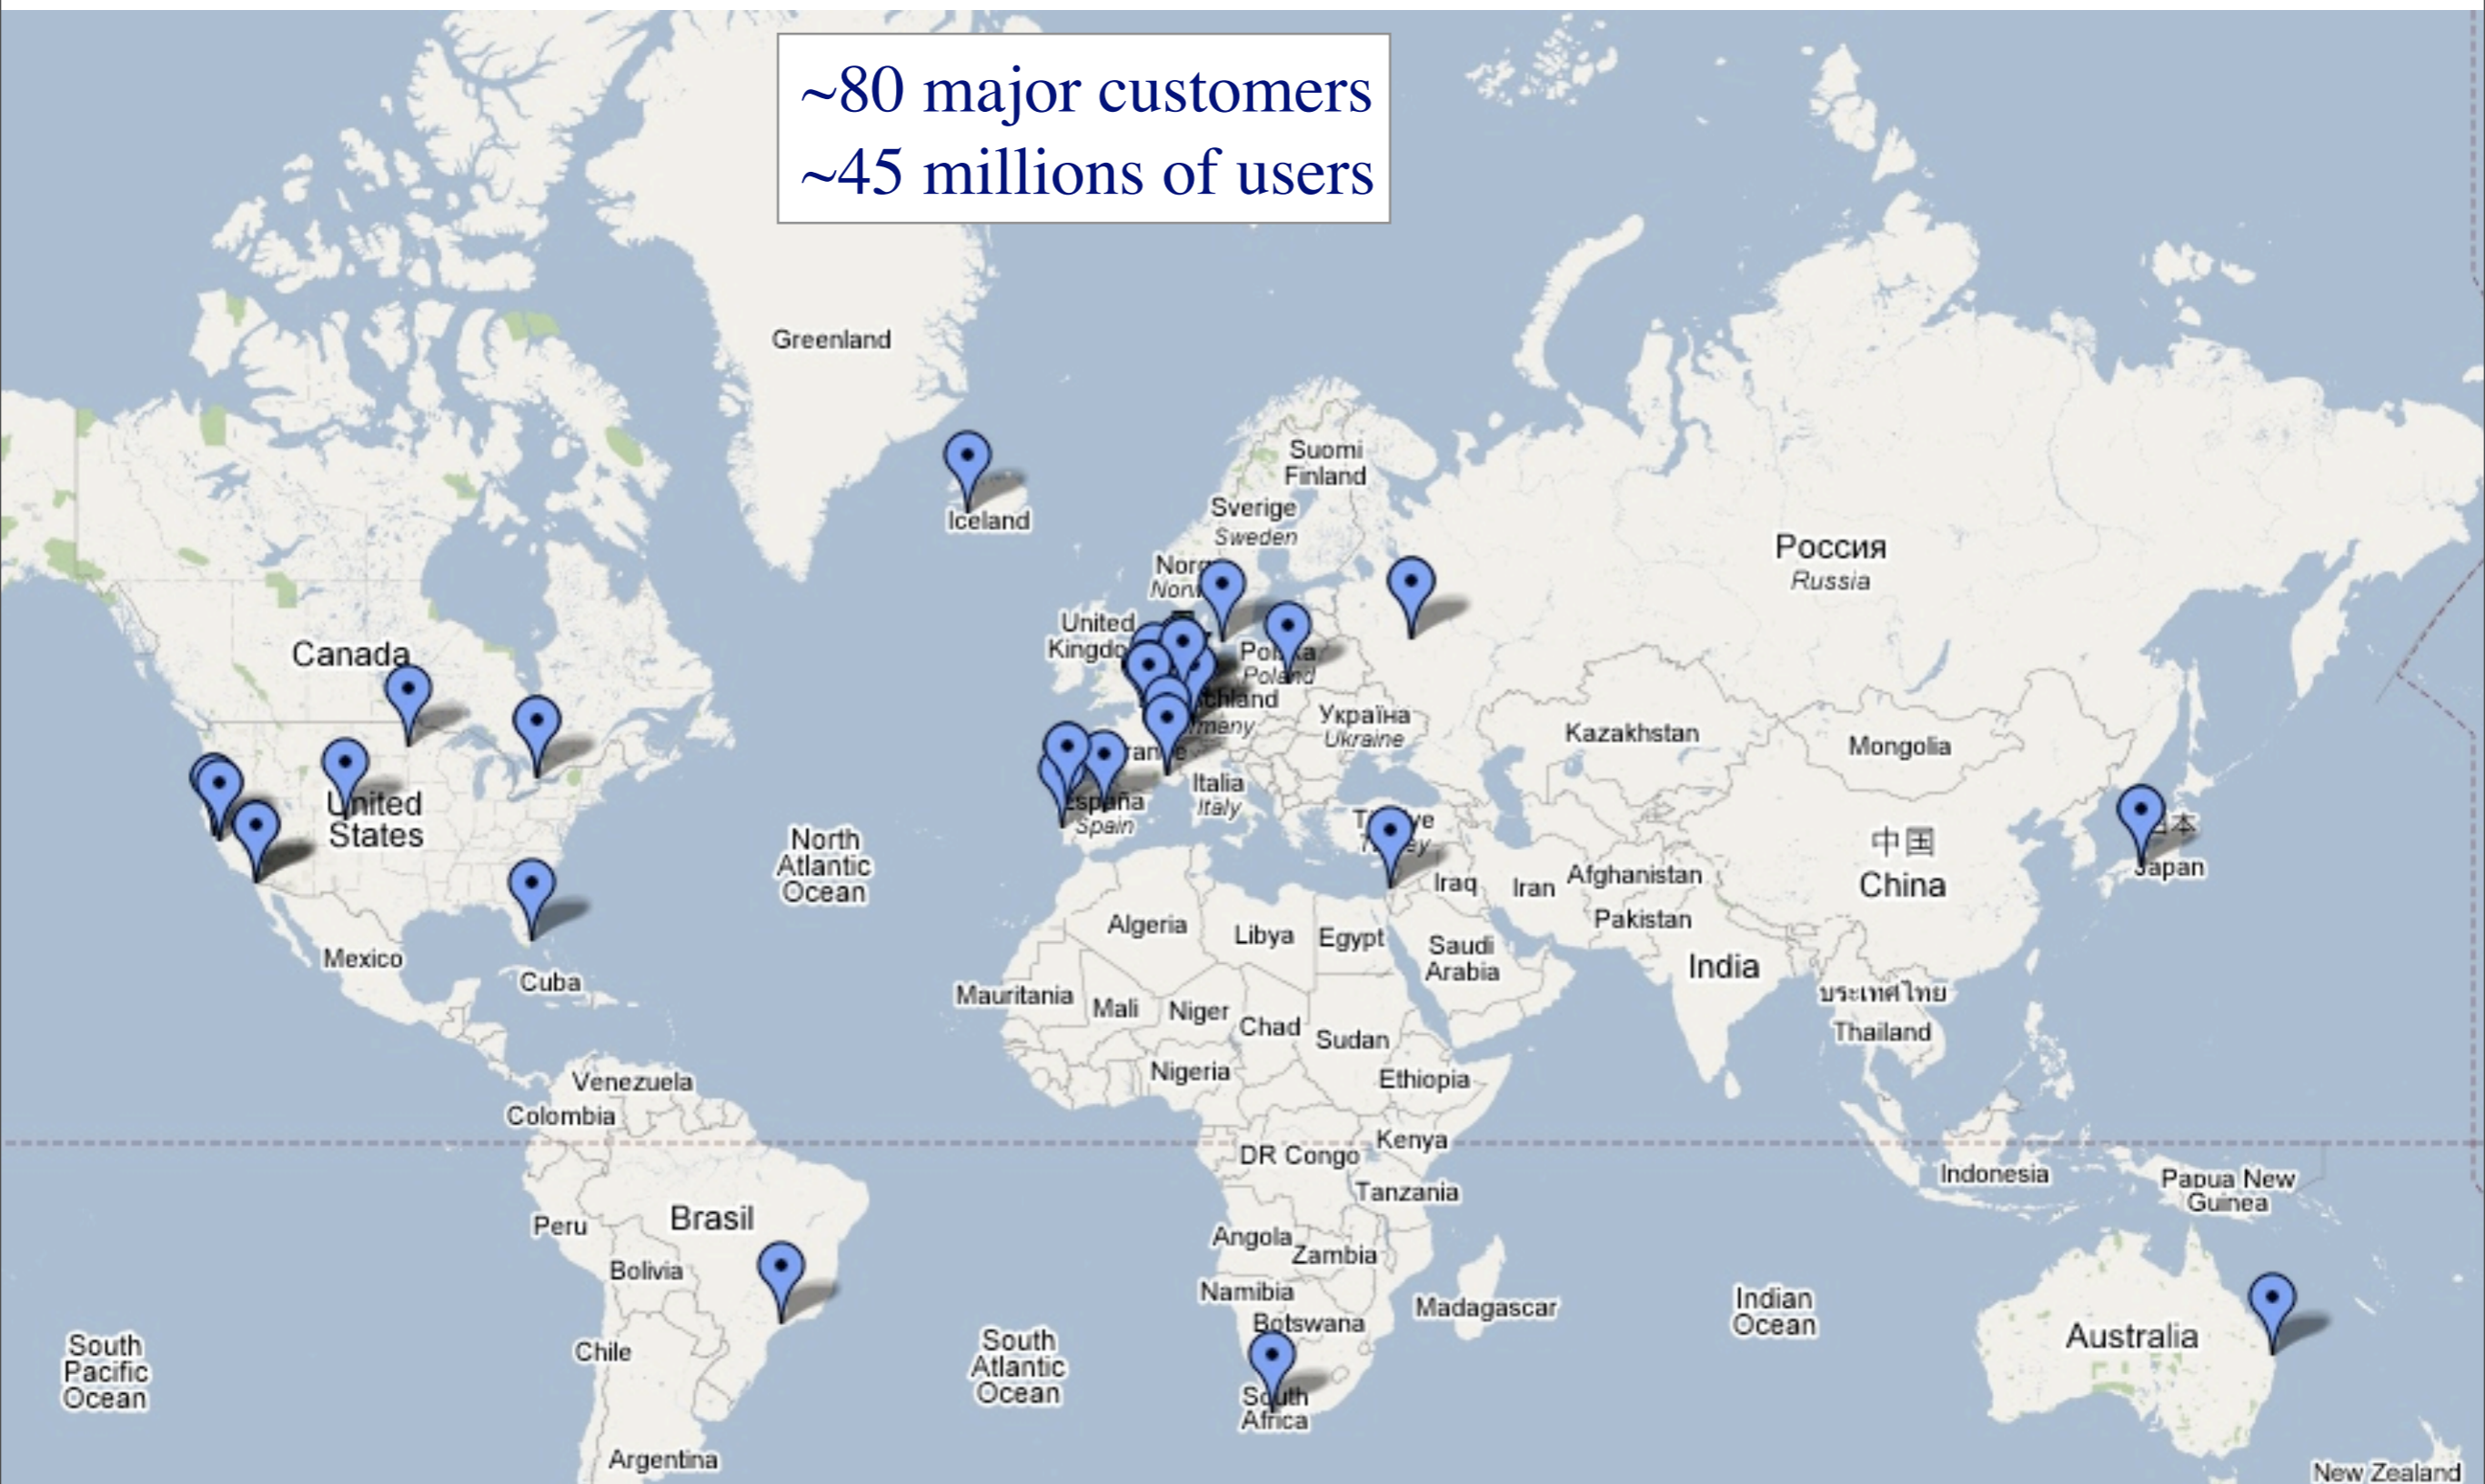 ~80 major customers
~45 millions of users
Greenland
Iceland
Suomi
Finland
Sverige
Sweden
Россия
Russia
United
Canada
Poland
Україна
Ukraine
Kazakhstan
Mongolia
Italia
Italy
España
Spain
United
States
North
Atlantic
Ocean
中国
China
Japan
Iraq
Iran
Afghanistan
Pakistan
Algeria
Libya
Egypt
Saudi
Arabia
India
Mexico
Cuba
Mauritania
Mali
Niger
Chad
Sudan
ประเทศไทย
Thailand
Nigeria
Ethiopia
Venezuela
Colombia
Kenya
DR Congo
Tanzania
Indonesia
Papua New
Guinea
Peru
Brasil
Angola
Zambia
Bolivia
Namibia
Madagascar
Botswana
Indian
Ocean
Australia
South
Pacific
Ocean
Chile
South
Atlantic
Ocean
South
Africa
Argentina
New Zealand